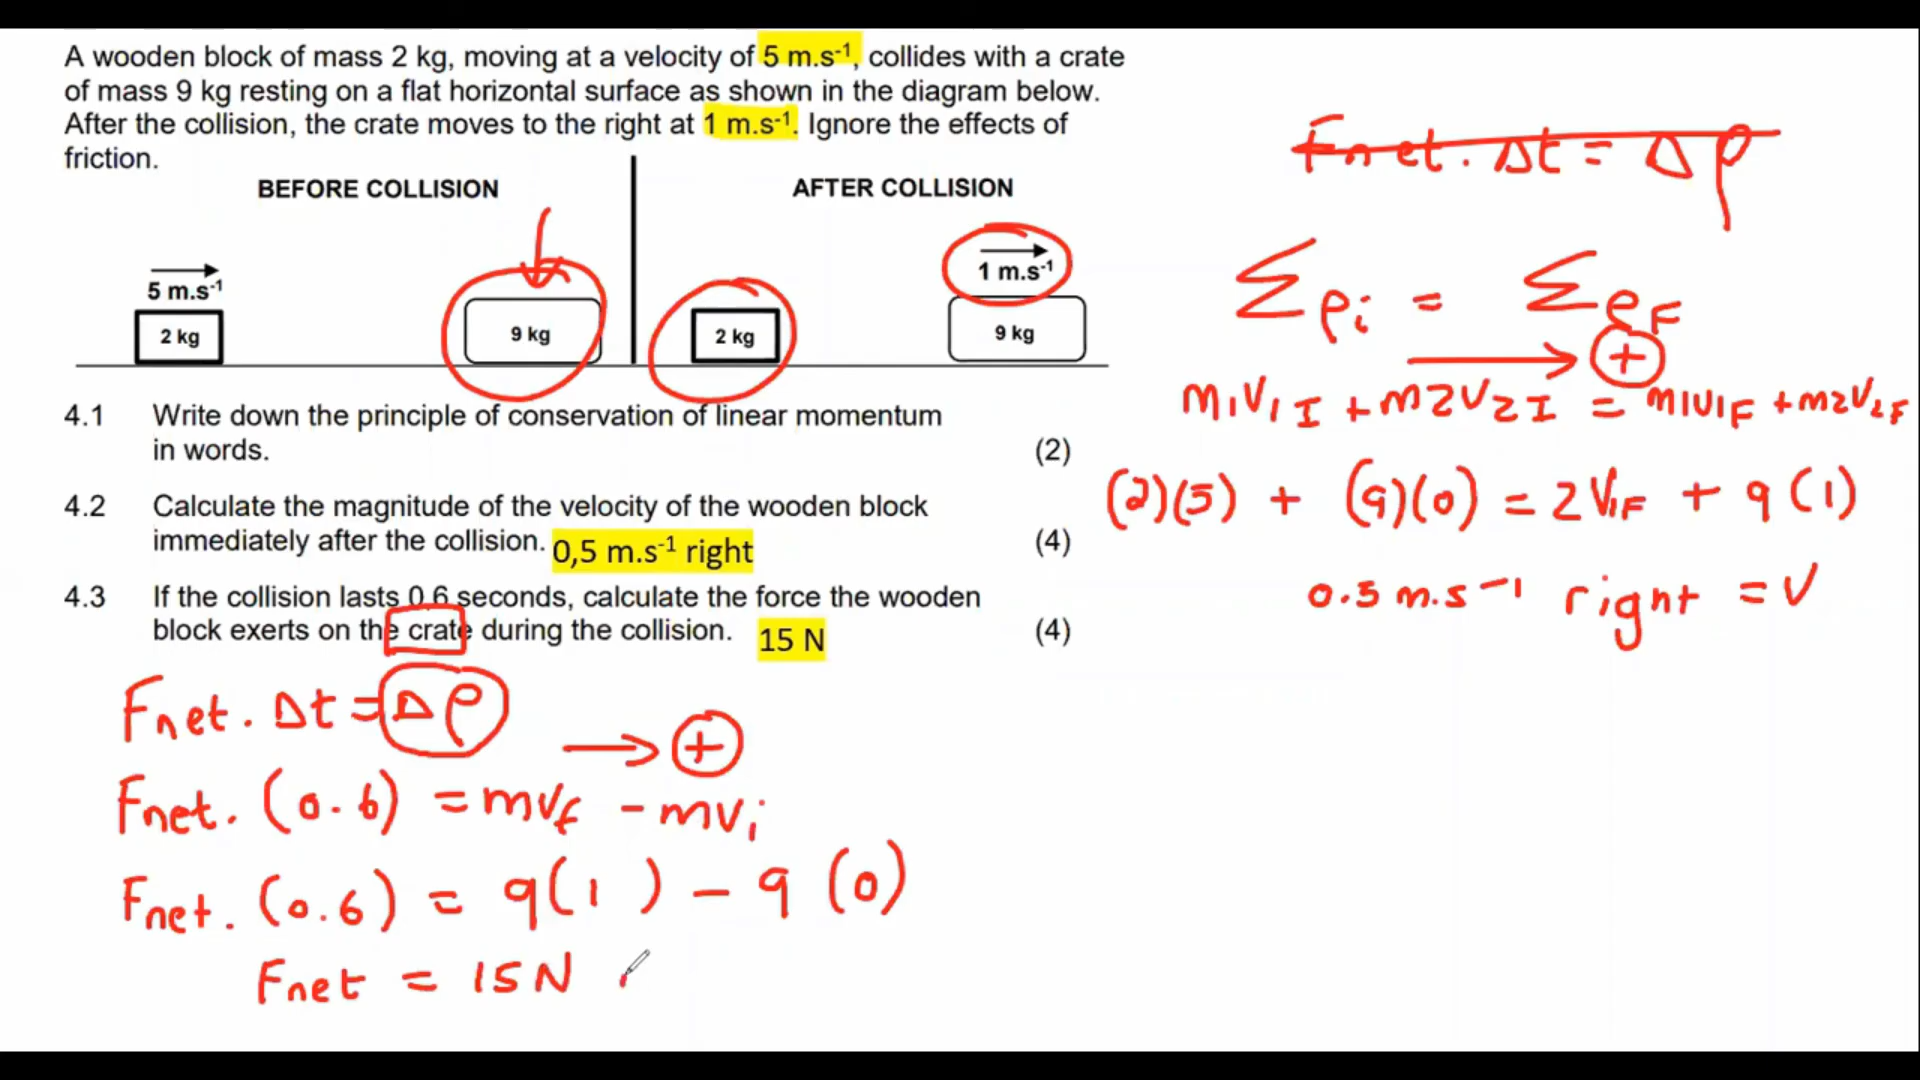 A wooden block of mass 2 kg, moving at a velocity of 5 m.s⁻¹, collides with a crate
of mass 9 kg resting on a flat horizontal surface as shown in the diagram below.
After the collision, the crate moves to the right at 1 m.s⁻¹. Ignore the effects of
friction.
BEFORE COLLISION
AFTER COLLISION
5 m.s⁻¹
2 kg
9 kg
2 kg
1 m.s⁻¹
9 kg
4.1 Write down the principle of conservation of linear momentum
in words. (2)
4.2 Calculate the magnitude of the velocity of the wooden block
immediately after the collision. 0,5 m.s⁻¹ right (4)
4.3 If the collision lasts 0,6 seconds, calculate the force the wooden
block exerts on the crate during the collision. 15 N (4)
Fnet. Δt = Δρ
→ +
Fnet. (0.6) = mvf - mvi
Fnet. (0.6) = 9(1) - 9(0)
Fnet = 15N
Fnet. Δt = Δρ
Σρi = ΣρF
→ +
m1v1I + m2v2I = m1v1F + m2v2F
(2)(5) + (9)(0) = 2V1F + 9(1)
0.5 m.s⁻¹ right = V